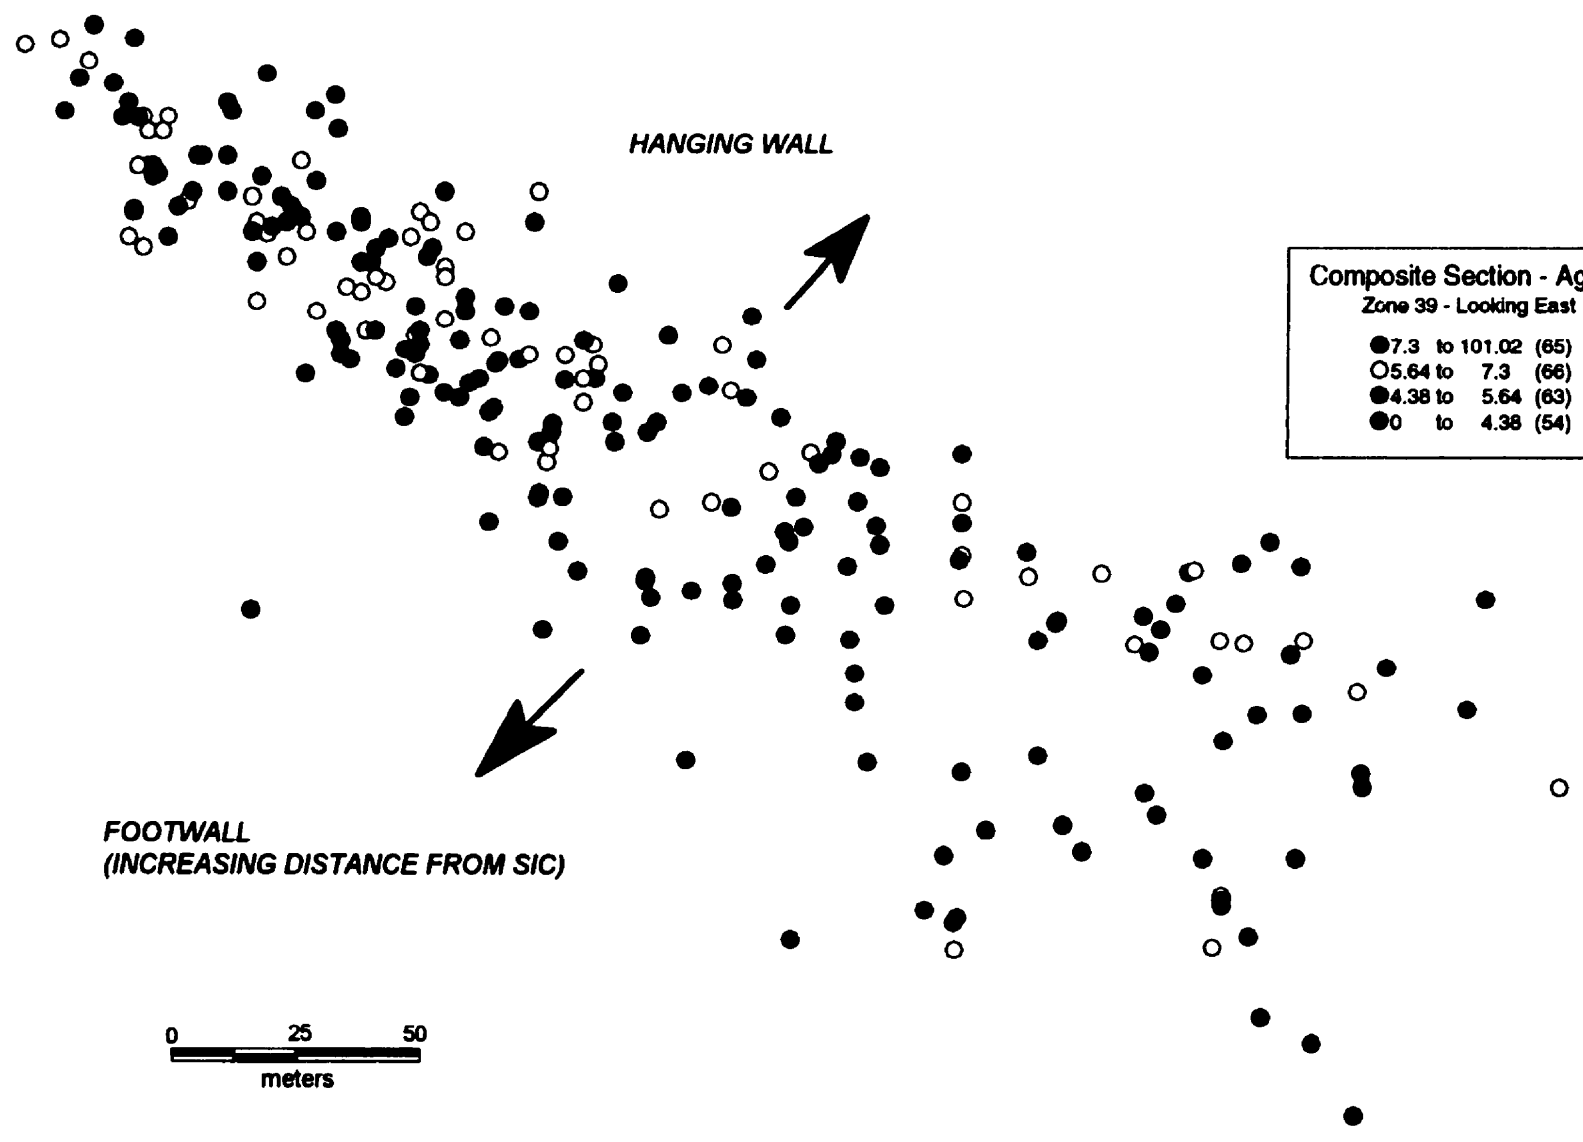 HANGING WALL
Composite Section - Ag
Zone 39 - Looking East
7.3 to 101.02 (65)
5.64 to 7.3 (66)
4.38 to 5.64 (63)
0 to 4.38 (54)
FOOTWALL
(INCREASING DISTANCE FROM SIC)
0 25 50
meters